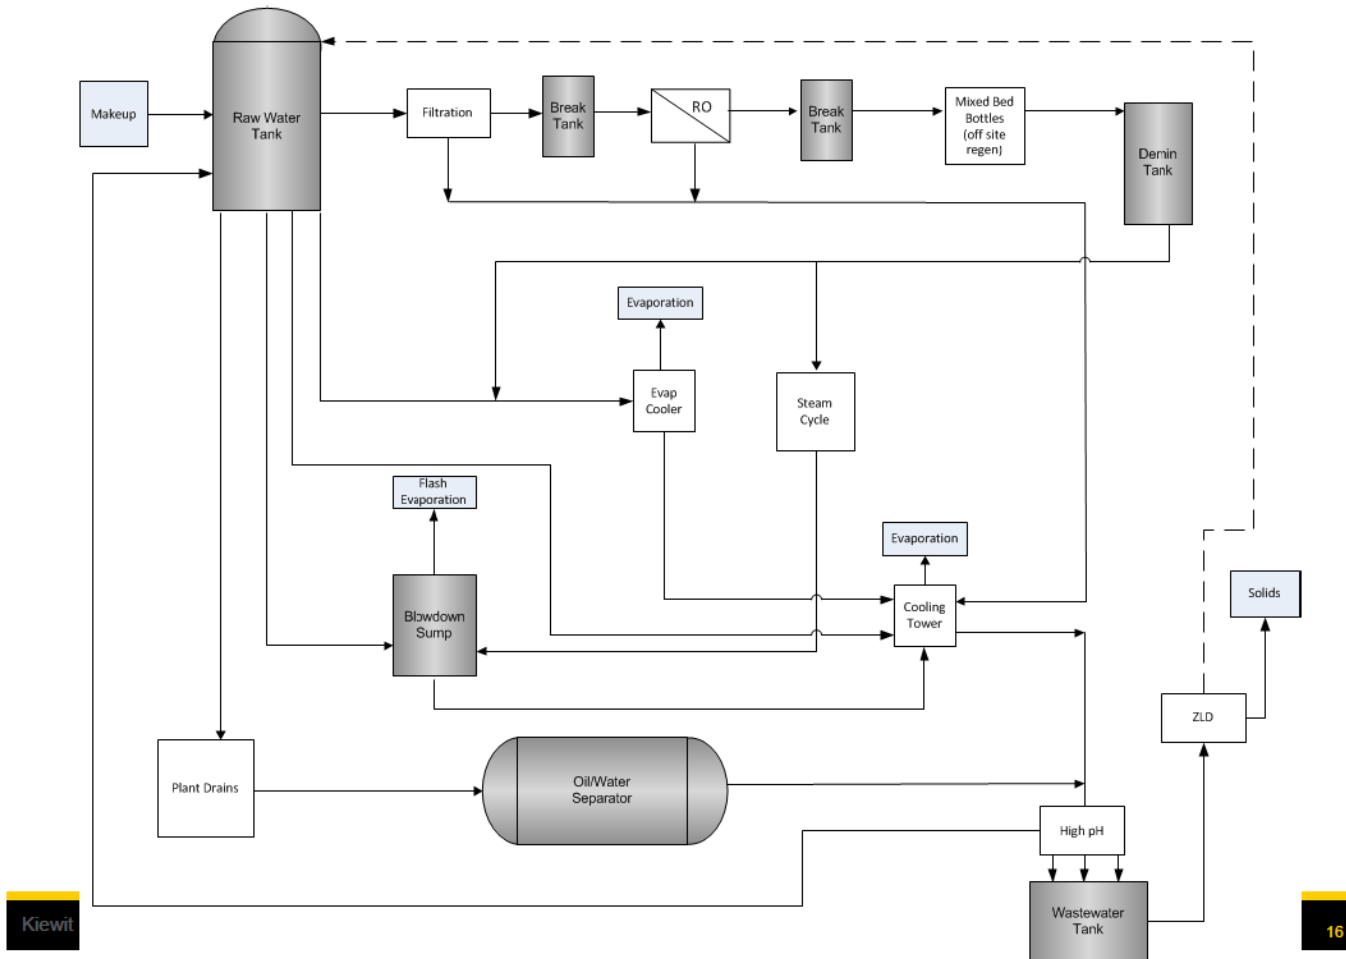 Makeup
Raw Water
Tank
Filtration
Break
Tank
RO
Break
Tank
Mixed Bed
Bottles
(off site
regen)
Demin
Tank
Evaporation
Evap
Cooler
Steam
Cycle
Flash
Evaporation
Evaporation
Blowdown
Sump
Cooling
Tower
Solids
ZLD
Plant Drains
Oil/Water
Separator
High pH
Wastewater
Tank
Kiewit
16